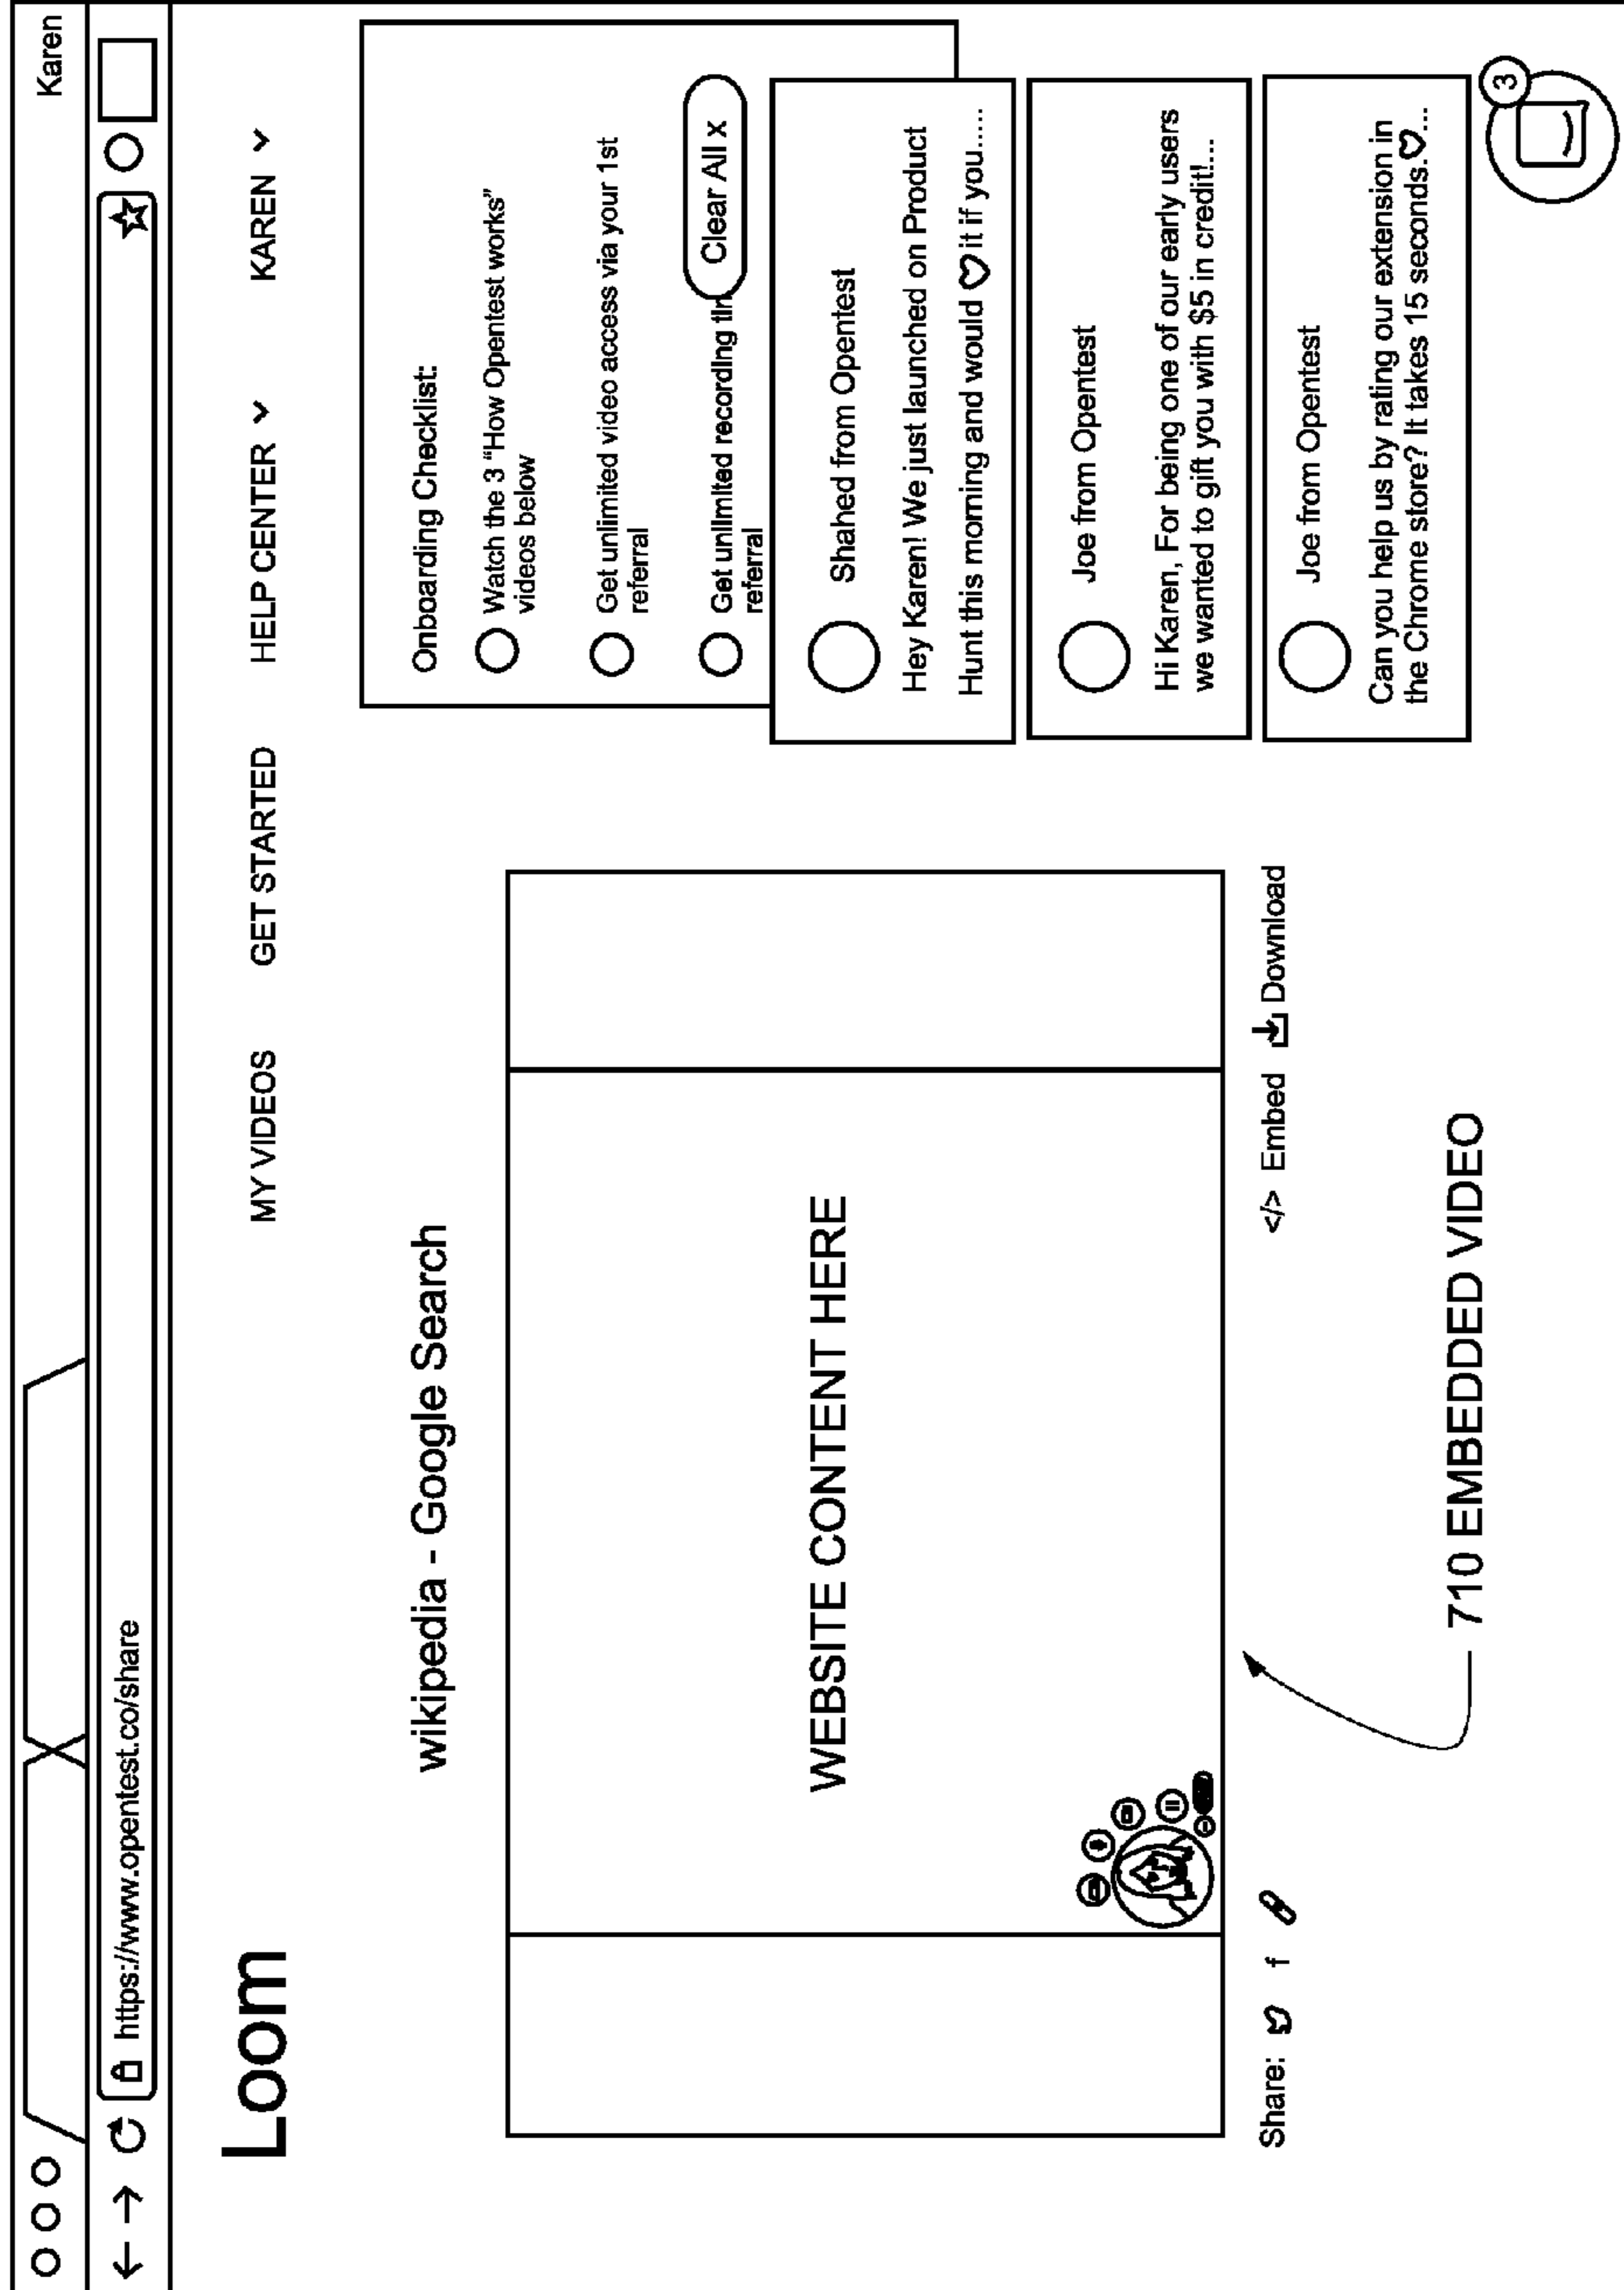 Karen
https://www.opentest.co/share
Loom
MY VIDEOS
GET STARTED
HELP CENTER
KAREN
wikipedia - Google Search
WEBSITE CONTENT HERE
Share:
f
</> Embed
Download
710 EMBEDDED VIDEO
Onboarding Checklist:
Watch the 3 “How Opentest works”
videos below
Get unlimited video access via your 1st
referral
Get unlimited recording
referral
Clear All x
Shahed from Opentest
Hey Karen! We just launched on Product
Hunt this morning and would ♡ it if you.....
Joe from Opentest
Hi Karen, For being one of our early users
we wanted to gift you with $5 in credit!...
Joe from Opentest
Can you help us by rating our extension in
the Chrome store? It takes 15 seconds.♡...
3